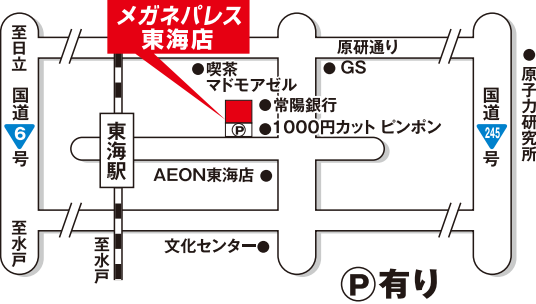 メガネパレス
東海店
至日立
国道
6
号
至水戸
原研通り
GS
喫茶
マドモアゼル
常陽銀行
P
1000円カット ピンポン
東海駅
AEON東海店
至水戸
文化センター
国道
245
号
原子力研究所
P有り